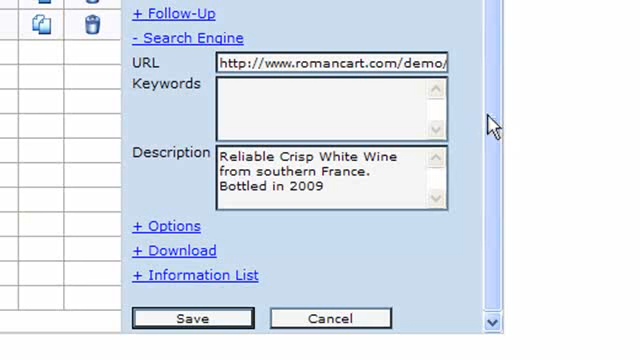 + Follow-Up
- Search Engine
URL http://www.romancart.com/demo/
Keywords
Description Reliable Crisp White Wine
from southern France.
Bottled in 2009
+ Options
+ Download
+ Information List
Save Cancel